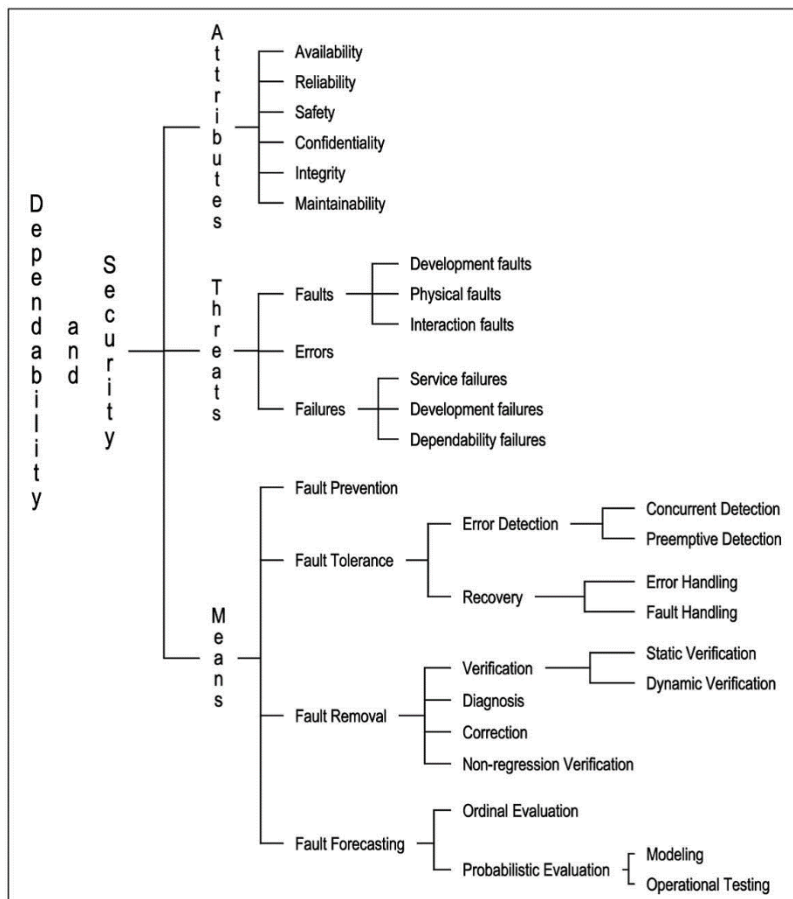 Dependability
and
Security
Attributes
Availability
Reliability
Safety
Confidentiality
Integrity
Maintainability
Threats
Faults
Development faults
Physical faults
Interaction faults
Errors
Failures
Service failures
Development failures
Dependability failures
Means
Fault Prevention
Fault Tolerance
Error Detection
Concurrent Detection
Preemptive Detection
Recovery
Error Handling
Fault Handling
Fault Removal
Verification
Static Verification
Dynamic Verification
Diagnosis
Correction
Non-regression Verification
Fault Forecasting
Ordinal Evaluation
Probabilistic Evaluation
Modeling
Operational Testing